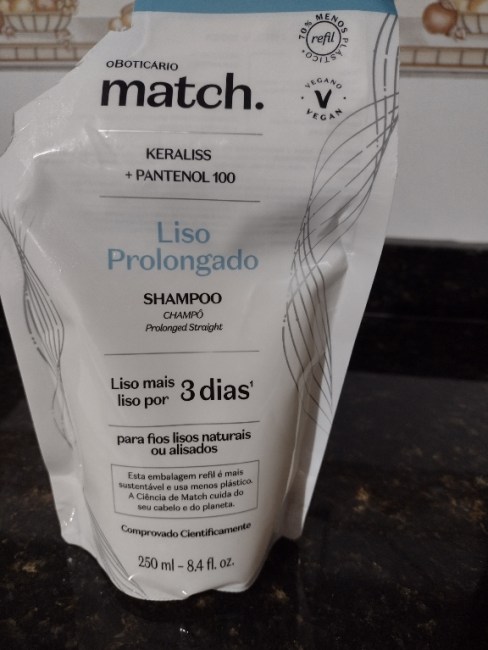 70% MENOS PLÁSTICO*
refil
oBOTICÁRIO
match.
VEGANO
V
VEGAN
KERALISS
+ PANTENOL 100
Liso
Prolongado
SHAMPOO
CHAMPÔ
Prolonged Straight
Liso mais
liso por 3 dias¹
para fios lisos naturais
ou alisados
Esta embalagem refil é mais
sustentável e usa menos plástico.
A Ciência de Match cuida do
seu cabelo e do planeta.
Comprovado Cientificamente
250 ml – 8,4 fl. oz.